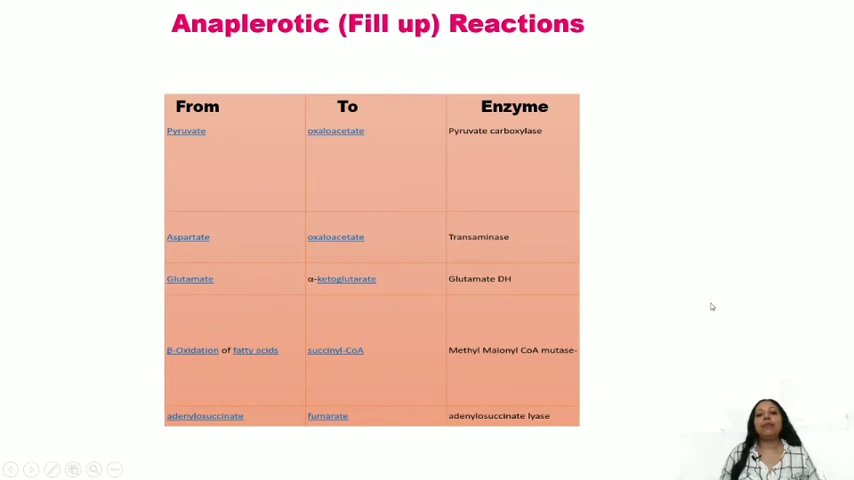 Anaplerotic (Fill up) Reactions
From To Enzyme
Pyruvate oxaloacetate Pyruvate carboxylase
Aspartate oxaloacetate Transaminase
Glutamate α-ketoglutarate Glutamate DH
β-Oxidation of fatty acids succinyl-CoA Methyl Malonyl CoA mutase-
adenylosuccinate fumarate adenylosuccinate lyase